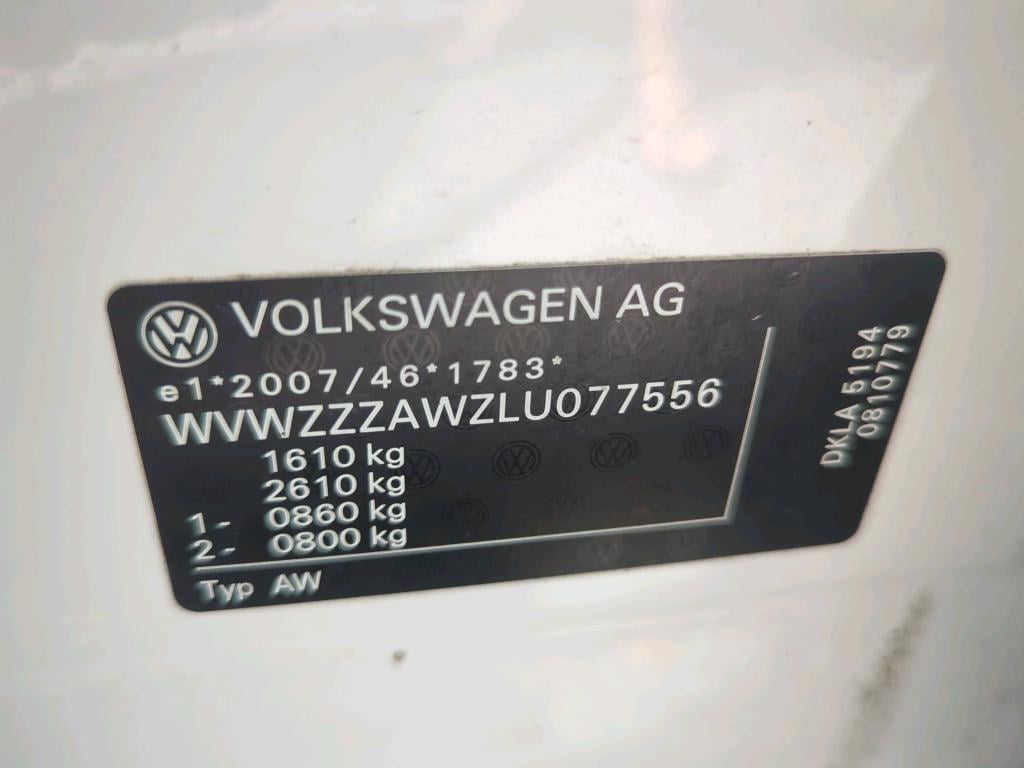 VOLKSWAGEN AG
e1*2007/46*1783*
WVWZZZAWZLU077556
1610 kg
2610 kg
1- 0860 kg
2- 0800 kg
Typ AW
DKLA 5194
0810779